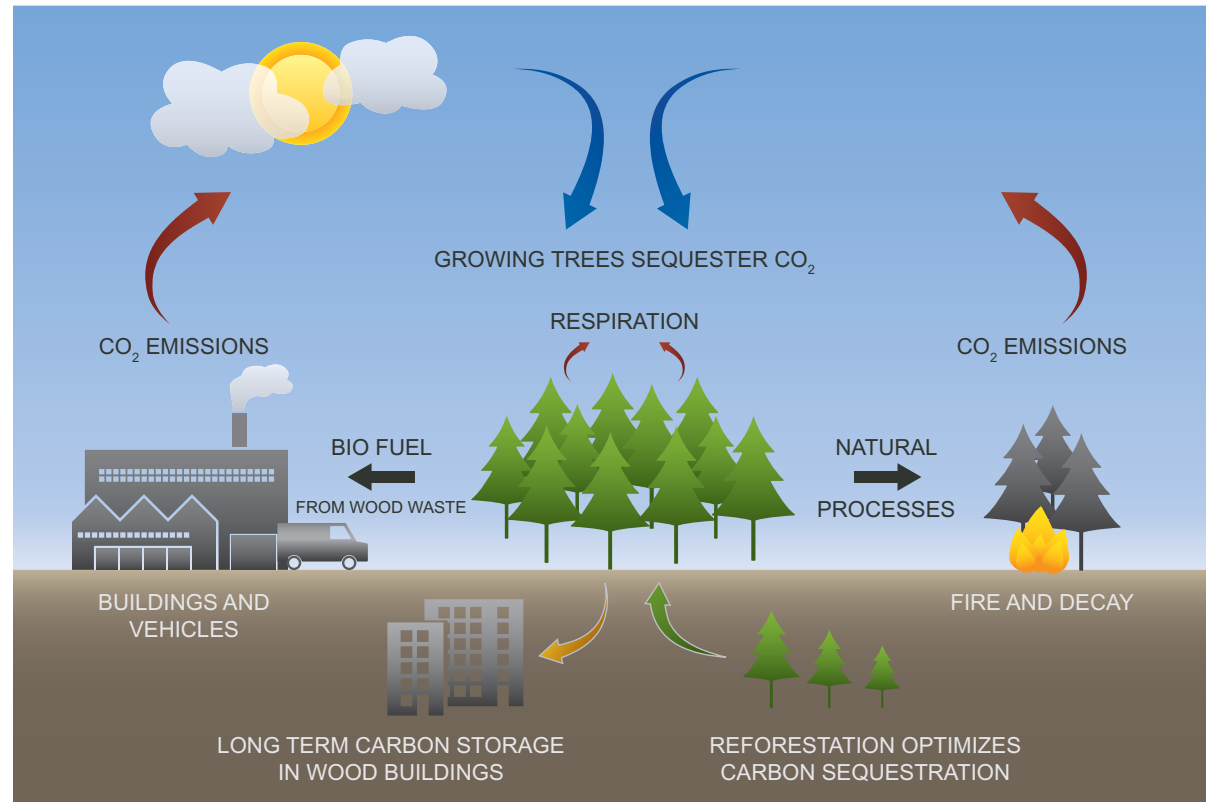 GROWING TREES SEQUESTER CO₂
RESPIRATION
CO₂ EMISSIONS
CO₂ EMISSIONS
BIO FUEL
FROM WOOD WASTE
NATURAL
PROCESSES
BUILDINGS AND
VEHICLES
FIRE AND DECAY
LONG TERM CARBON STORAGE
IN WOOD BUILDINGS
REFORESTATION OPTIMIZES
CARBON SEQUESTRATION